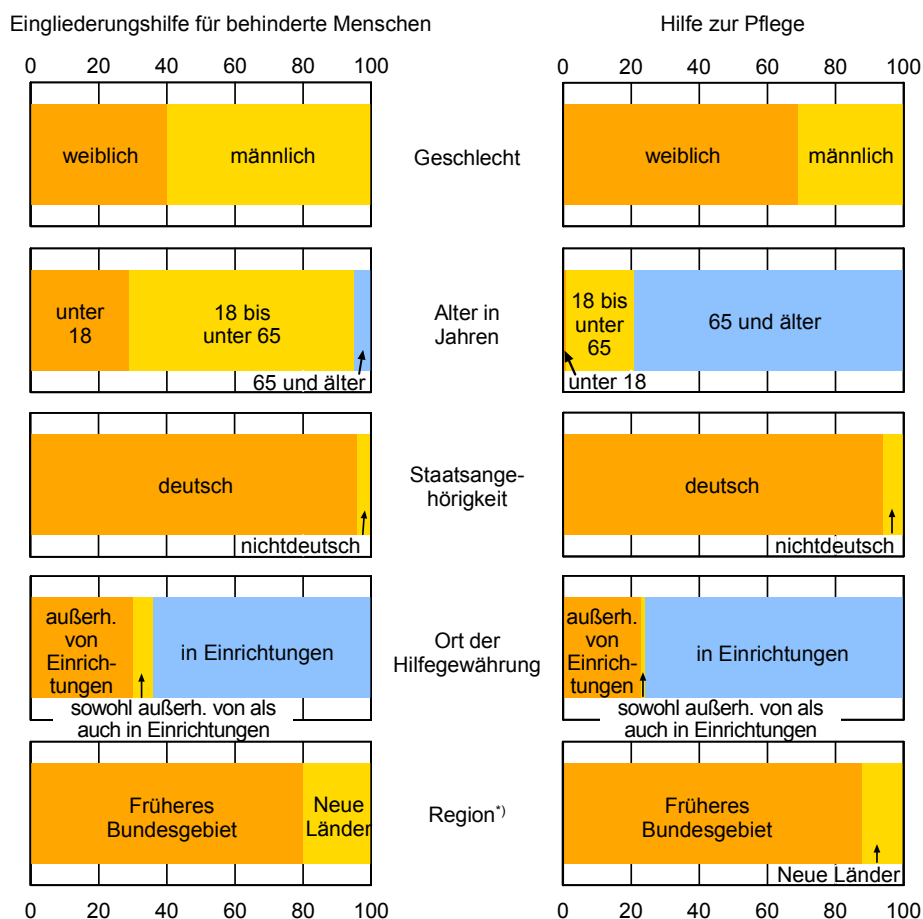 Eingliederungshilfe für behinderte Menschen
Hilfe zur Pflege
0 20 40 60 80 100
0 20 40 60 80 100
weiblich
männlich
Geschlecht
weiblich
männlich
unter
18
18 bis
unter 65
65 und älter
Alter in
Jahren
18 bis
unter
65
65 und älter
unter 18
deutsch
nichtdeutsch
Staatsange-
hörigkeit
deutsch
nichtdeutsch
außerh.
von
Einrich-
tungen
in Einrichtungen
sowohl außerh. von als
auch in Einrichtungen
Ort der
Hilfegewährung
außerh.
von
Einrich-
tungen
in Einrichtungen
sowohl außerh. von als
auch in Einrichtungen
Früheres
Bundesgebiet
Neue
Länder
Region*)
Früheres
Bundesgebiet
Neue Länder
0 20 40 60 80 100
0 20 40 60 80 100